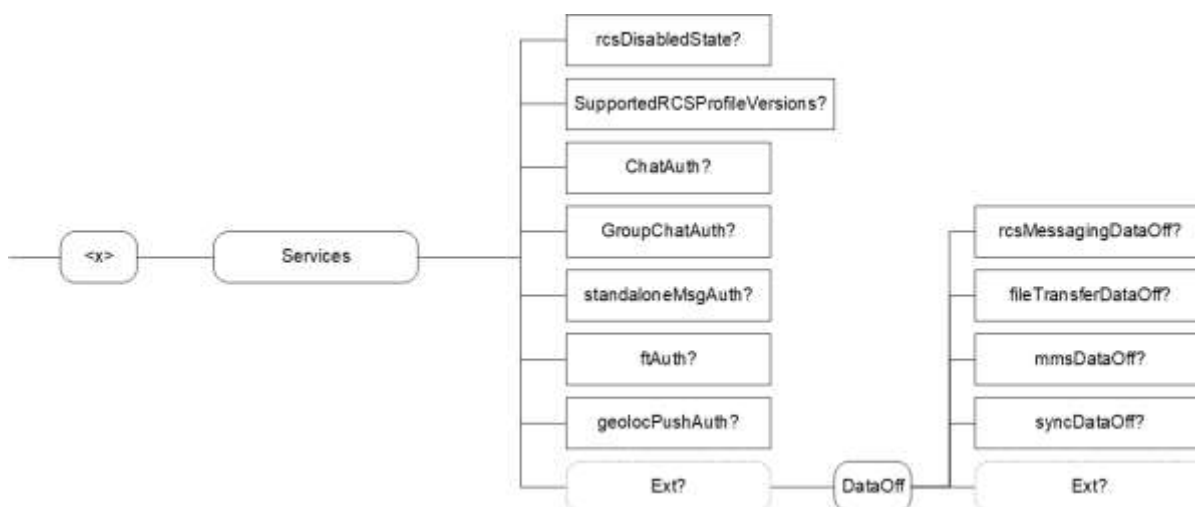 rcsDisabledState?
SupportedRCSProfileVersions?
ChatAuth?
GroupChatAuth?
<x>
Services
standaloneMsgAuth?
ftAuth?
geolocPushAuth?
Ext?
DataOff
rcsMessagingDataOff?
fileTransferDataOff?
mmsDataOff?
syncDataOff?
Ext?